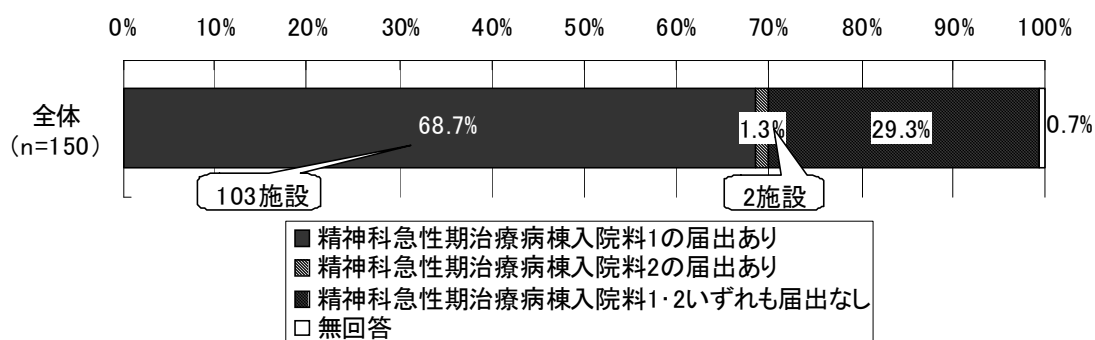 0% 10% 20% 30% 40% 50% 60% 70% 80% 90% 100%
全体
(n=150)
68.7% 1.3% 29.3% 0.7%
103施設 2施設
精神科急性期治療病棟入院料1の届出あり
精神科急性期治療病棟入院料2の届出あり
精神科急性期治療病棟入院料1・2いずれも届出なし
無回答